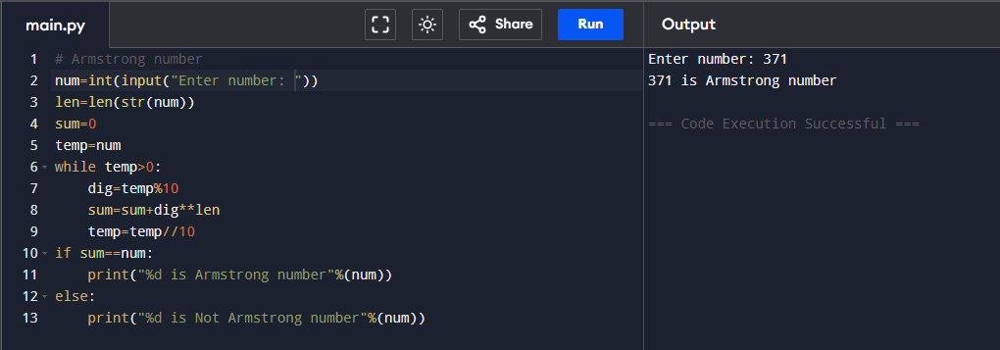 main.py Share Run Output
1 # Armstrong number
2 num=int(input("Enter number: "))
3 len=len(str(num))
4 sum=0
5 temp=num
6 while temp>0:
7     dig=temp%10
8     sum=sum+dig**len
9     temp=temp//10
10 if sum==num:
11     print("%d is Armstrong number"%(num))
12 else:
13     print("%d is Not Armstrong number"%(num))
Enter number: 371
371 is Armstrong number
=== Code Execution Successful ===